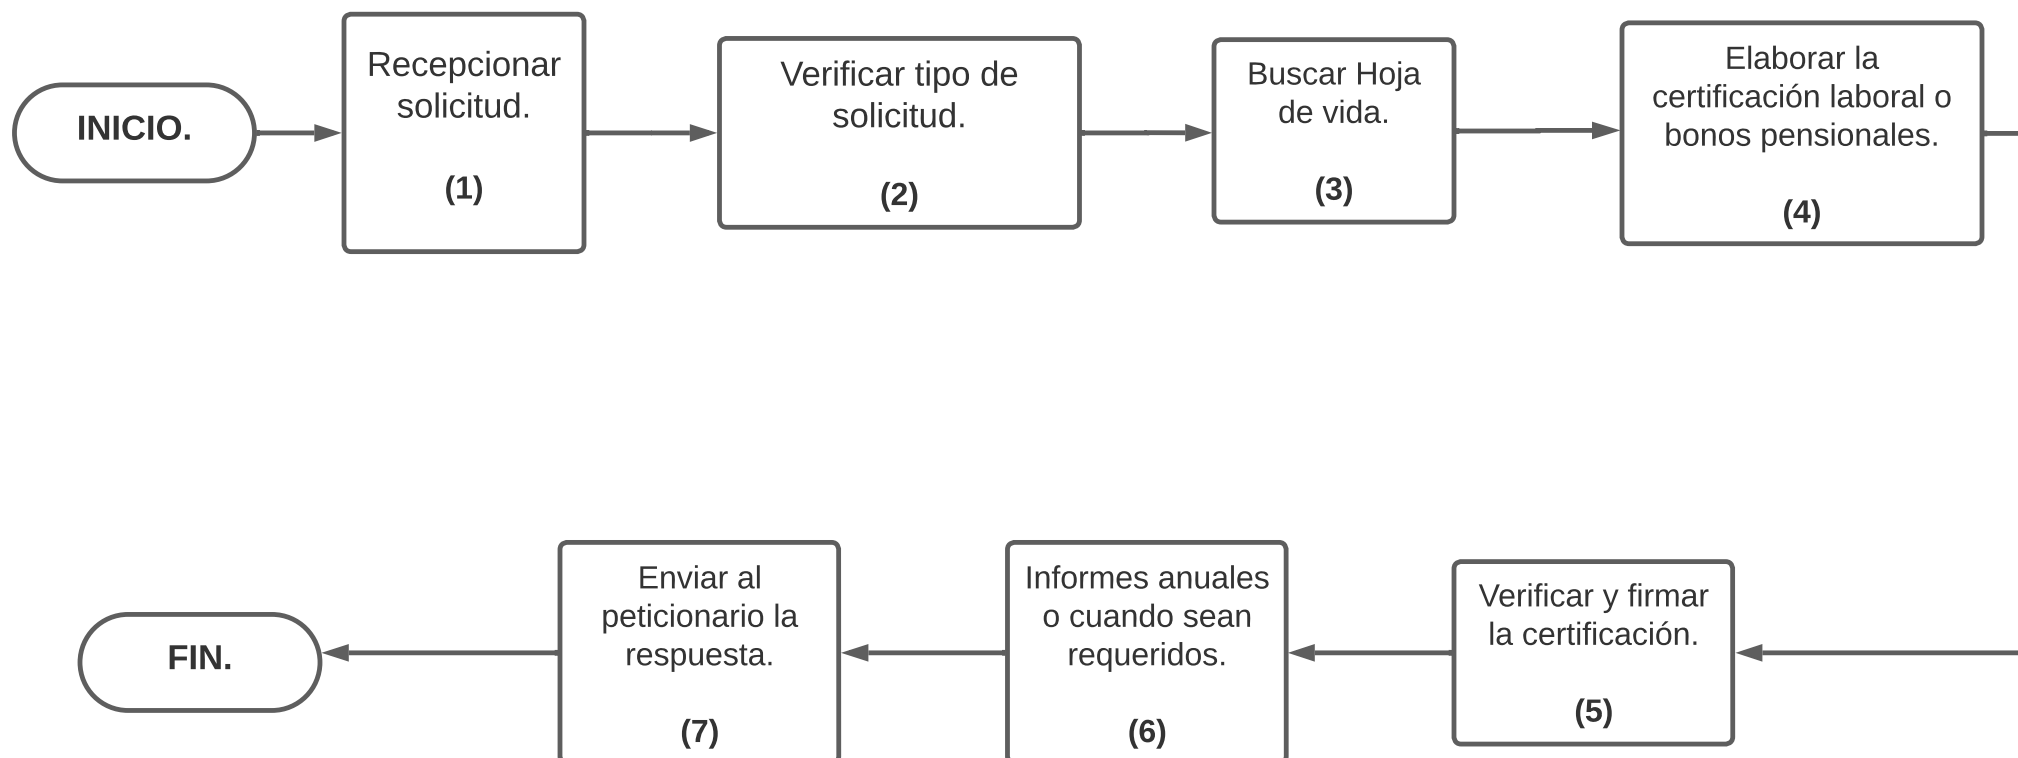 INICIO.
Recepcionar
solicitud.
(1)
Verificar tipo de
solicitud.
(2)
Buscar Hoja
de vida.
(3)
Elaborar la
certificación laboral o
bonos pensionales.
(4)
Verificar y firmar
la certificación.
(5)
Informes anuales
o cuando sean
requeridos.
(6)
Enviar al
peticionario la
respuesta.
(7)
FIN.